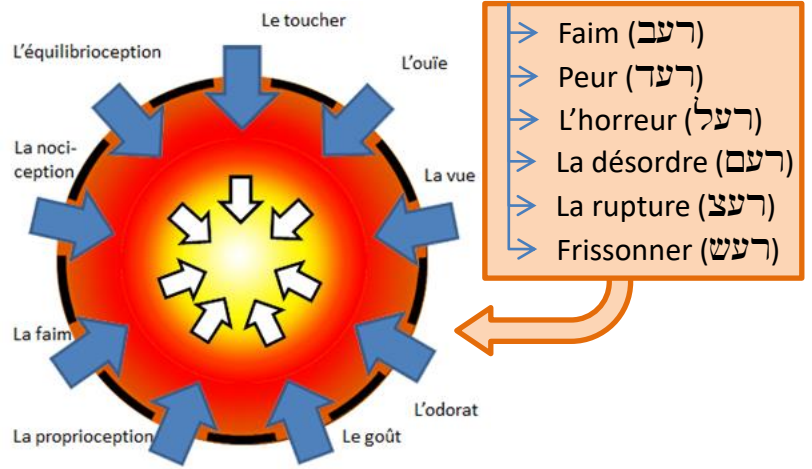 Le toucher
L'équilibrioception
L'ouïe
La noci-
ception
La vue
La faim
L'odorat
La proprioception
Le goût
Faim (רעב)
Peur (רעד)
L'horreur (רעל)
La désordre (רעם)
La rupture (רעצ)
Frissonner (רעש)